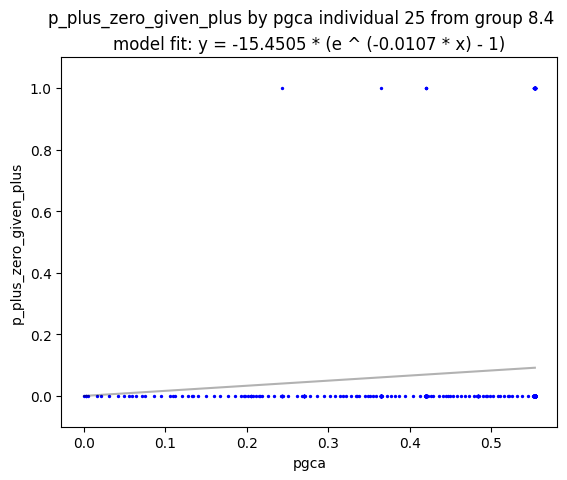 p_plus_zero_given_plus by pgca individual 25 from group 8.4
model fit: y = -15.4505 * (e ^ (-0.0107 * x) - 1)
1.0
0.8
0.6
0.4
0.2
0.0
p_plus_zero_given_plus
0.0 0.1 0.2 0.3 0.4 0.5
pgca